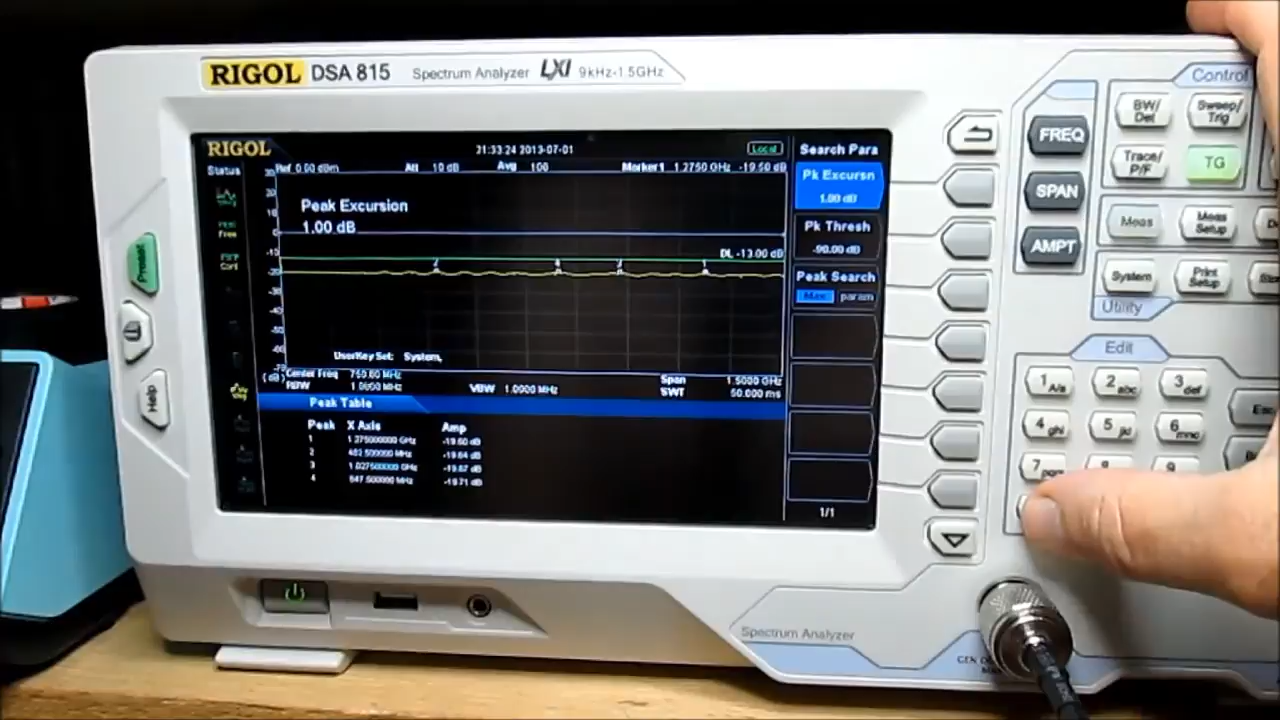 RIGOL DSA 815 Spectrum Analyzer LXI 9kHz-1.5GHz
RIGOL 21:33:24 2013-07-01 Local
Status Ref 0.00 dBm Att 10 dB Avg 100 Marker1 1.2750 GHz -19.50 dB
Peak Excursion
1.00 dB
DL -13.00 dB
UserKey Set: System,
Center Freq 750.00 MHz Span 1.5000 GHz
RBW 1.0000 MHz VBW 1.0000 MHz SWT 50.000 ms
Peak Table
Peak X Axis Amp
1 1.275000000 GHz -19.60 dB
2 482.500000 MHz -19.64 dB
3 1.027500000 GHz -19.67 dB
4 847.500000 MHz -19.71 dB
Search Para
Pk Excursn
1.00 dB
Pk Thresh
-90.00 dB
Peak Search
Max param
1/1
Preset
Help
FREQ
SPAN
AMPT
Control
BW/
Det
Sweep/
Trig
Trace/
P/F
TG
Meas
Meas
Setup
System
Print
Setup
Utility
Edit
1 A/a
2 abc
3 def
4 ghi
5 jkl
6 mno
7
8
9
Esc
Spectrum Analyzer